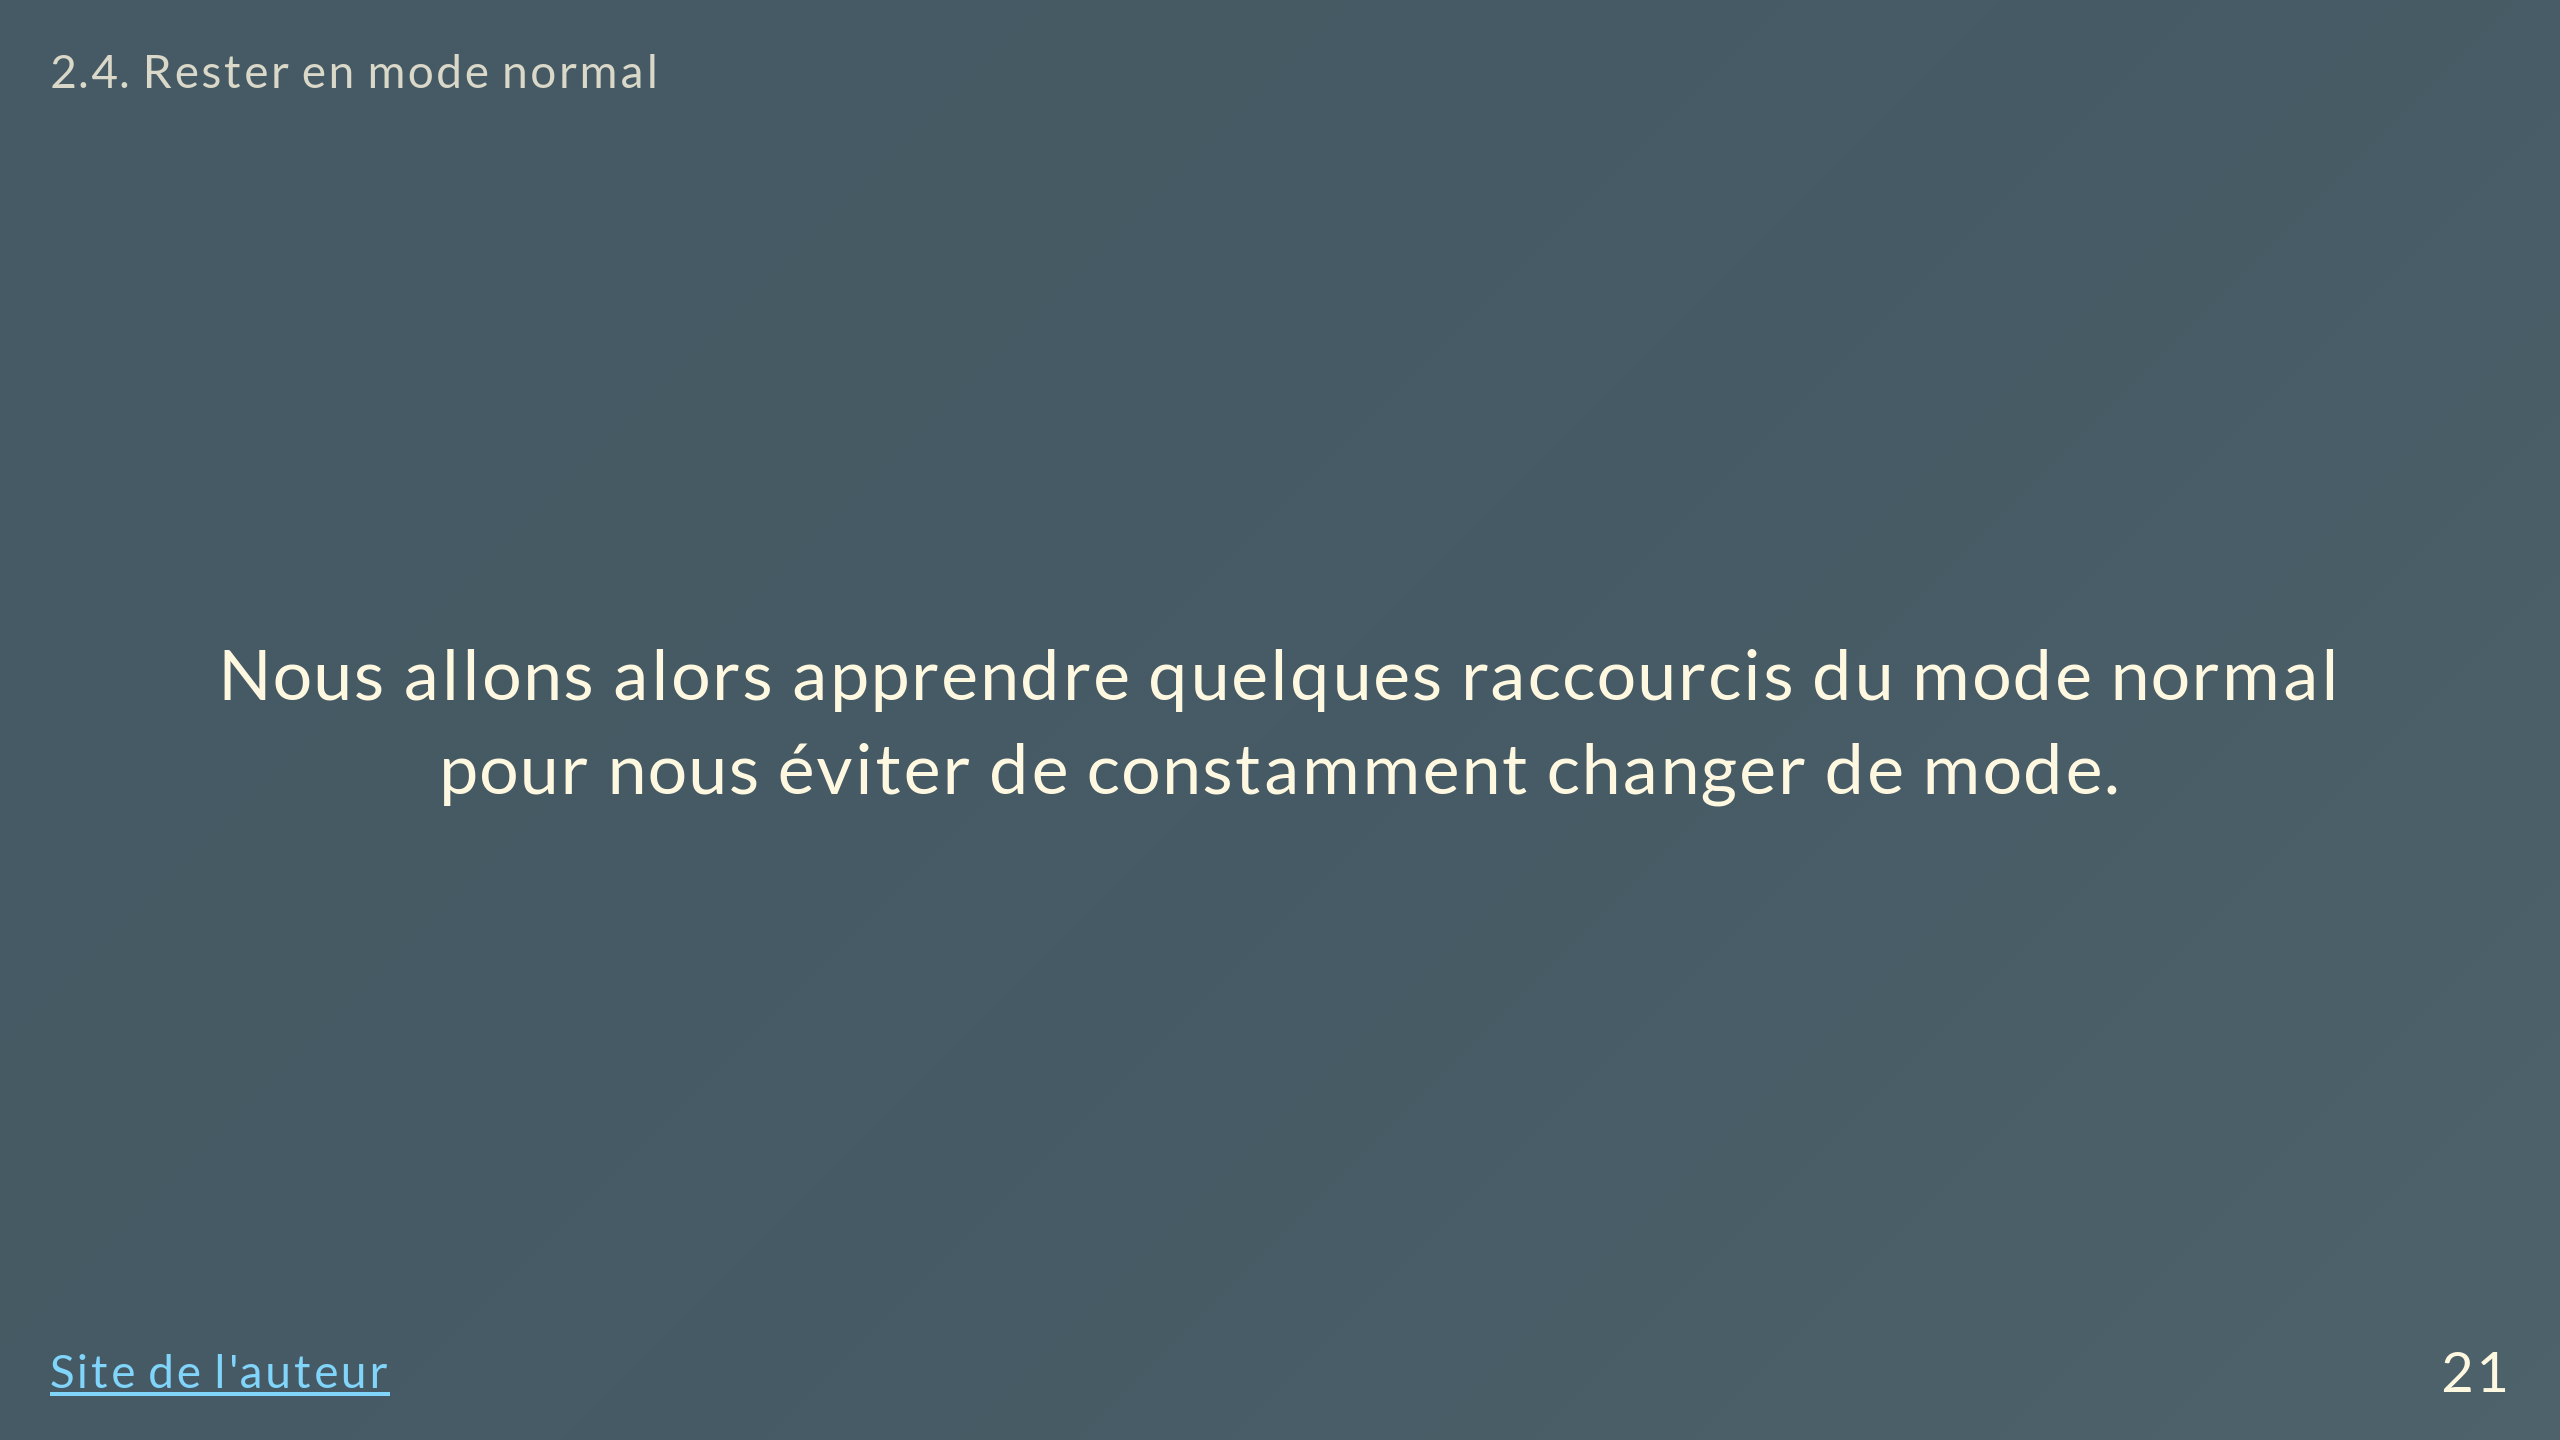 2.4. Rester en mode normal
Nous allons alors apprendre quelques raccourcis du mode normal
pour nous éviter de constamment changer de mode.
Site de l'auteur
21